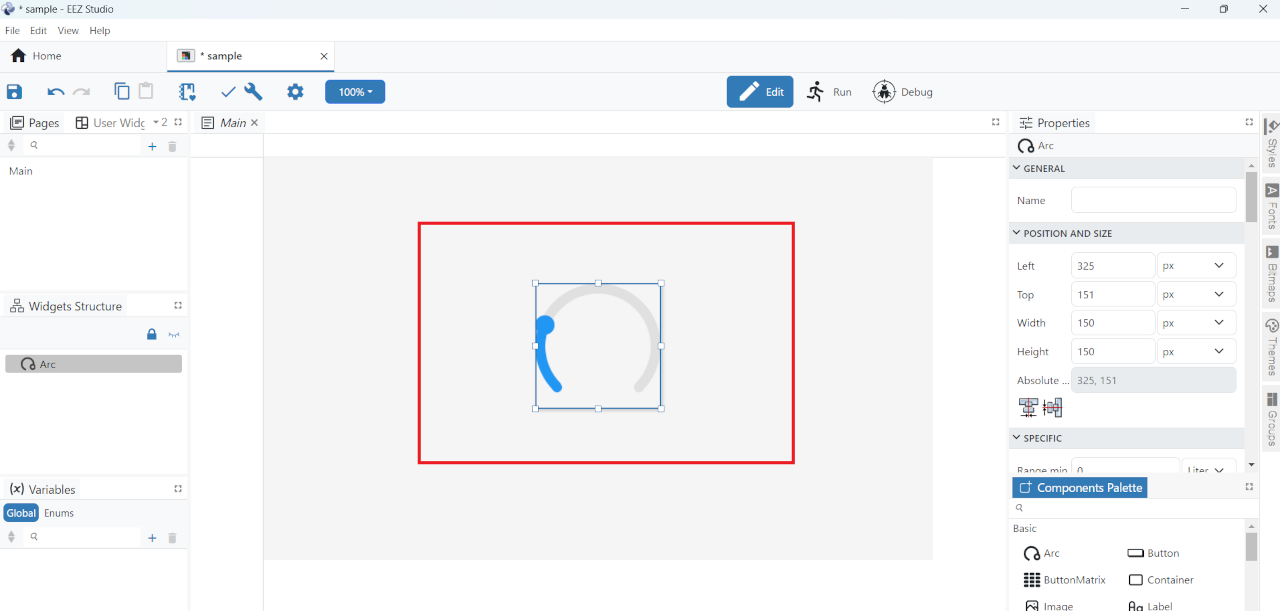 * sample - EEZ Studio
File Edit View Help
Home
* sample
100%
Edit
Run
Debug
Pages
User Widg
2
Main
Main
Widgets Structure
Arc
(x) Variables
Global
Enums
Properties
Arc
GENERAL
Name
POSITION AND SIZE
Left 325 px
Top 151 px
Width 150 px
Height 150 px
Absolute ... 325, 151
SPECIFIC
Range min 0 Liter
Components Palette
Basic
Arc
Button
ButtonMatrix
Container
Image
Label
Styles
Fonts
Bitmaps
Themes
Groups